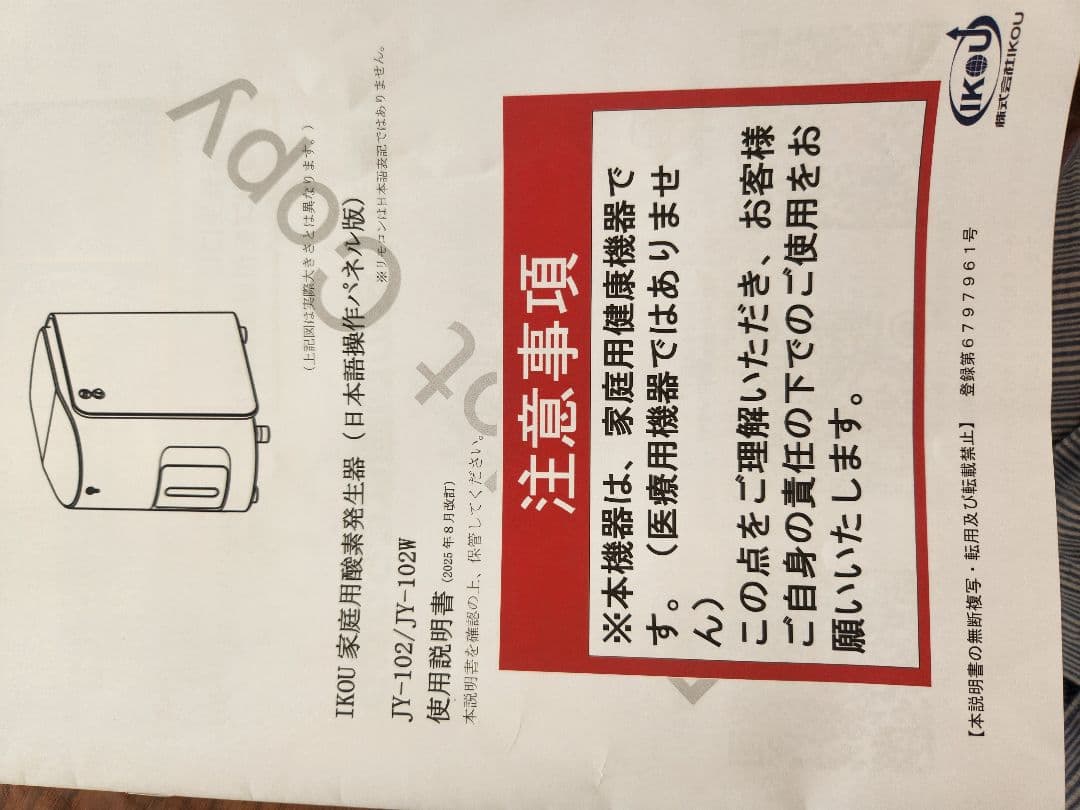 （上記図は実際大きさとは異なります。）
IKOU 家庭用酸素発生器（日本語操作パネル版）
※リモコンは日本語表記ではありません。
JY-102/JY-102W
使用説明書（2025年8月改訂）
本説明書を確認の上、保管してください。
Copy
注意事項
※本機器は、家庭用健康機器で
す。（医療用機器ではありませ
ん）
この点をご理解いただき、お客様
ご自身の責任の下でのご使用をお
願いいたします。
【本説明書の無断複写・転用及び転載禁止】 登録第６７９７９６１号
IKOU
株式会社IKOU